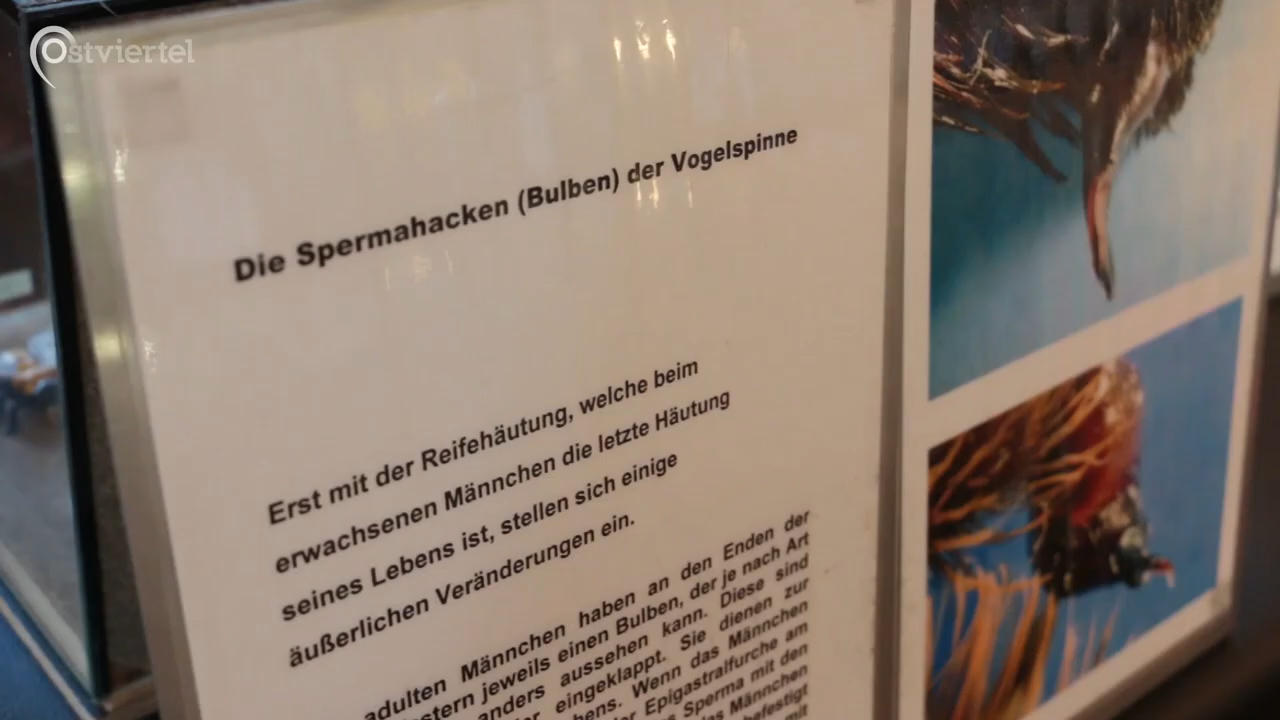 Ostviertel
Die Spermahacken (Bulben) der Vogelspinne
Erst mit der Reifehäutung, welche beim
erwachsenen Männchen die letzte Häutung
seines Lebens ist, stellen sich einige
äußerlichen Veränderungen ein.
adulten Männchen haben an den Enden der
jeweils einen Bulben, der je nach Art
anders aussehen kann. Diese sind
eingeklappt. Sie dienen zur
Wenn das Männchen
Epigastralfurche am
Sperma mit den
Männchen
mit